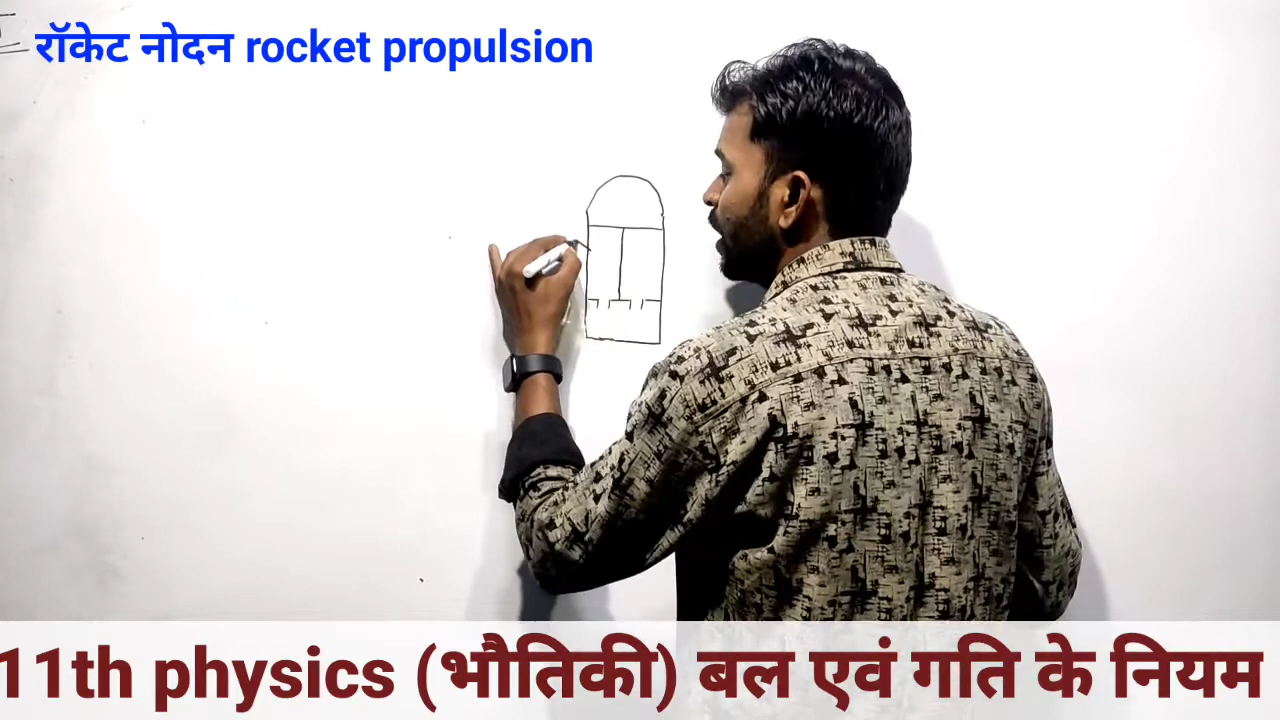 रॉकेट नोदन rocket propulsion
11th physics (भौतिकी) बल एवं गति के नियम